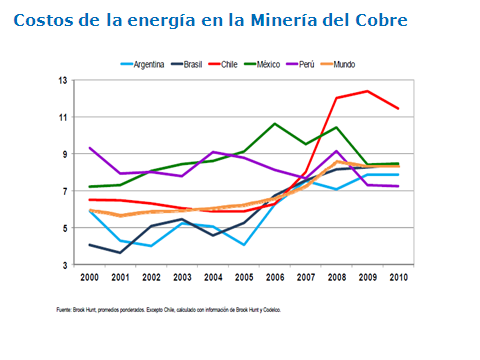 Costos de la energía en la Minería del Cobre
Argentina Brasil Chile México Perú Mundo
13
11
9
7
5
3
2000 2001 2002 2003 2004 2005 2006 2007 2008 2009 2010
Fuente: Brook Hunt, promedios ponderados. Excepto Chile, calculado con información de Brook Hunt y Codelco.